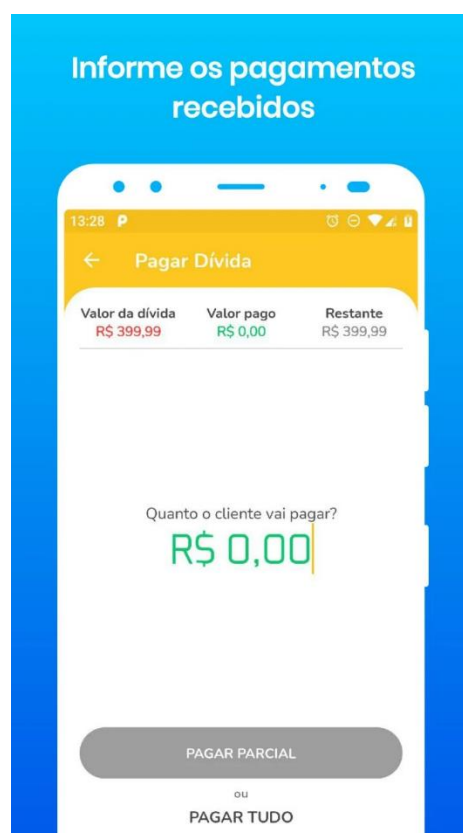 Informe os pagamentos
recebidos
13:28
Pagar Dívida
Valor da dívida Valor pago Restante
R$ 399,99 R$ 0,00 R$ 399,99
Quanto o cliente vai pagar?
R$ 0,00
PAGAR PARCIAL
ou
PAGAR TUDO